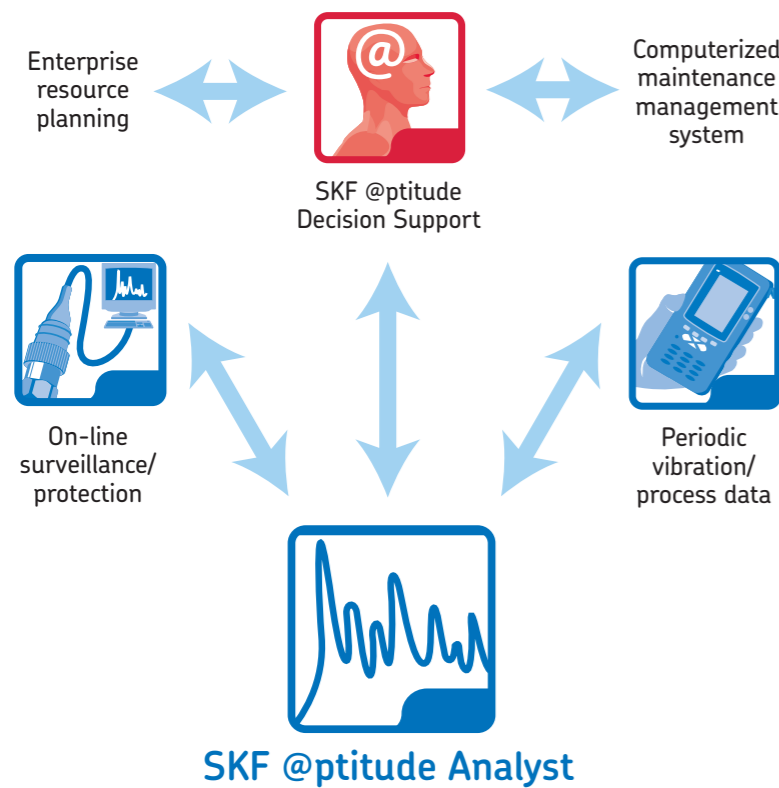 Enterprise
resource
planning
@
Computerized
maintenance
management
system
SKF @ptitude
Decision Support
On-line
surveillance/
protection
Periodic
vibration/
process data
SKF @ptitude Analyst